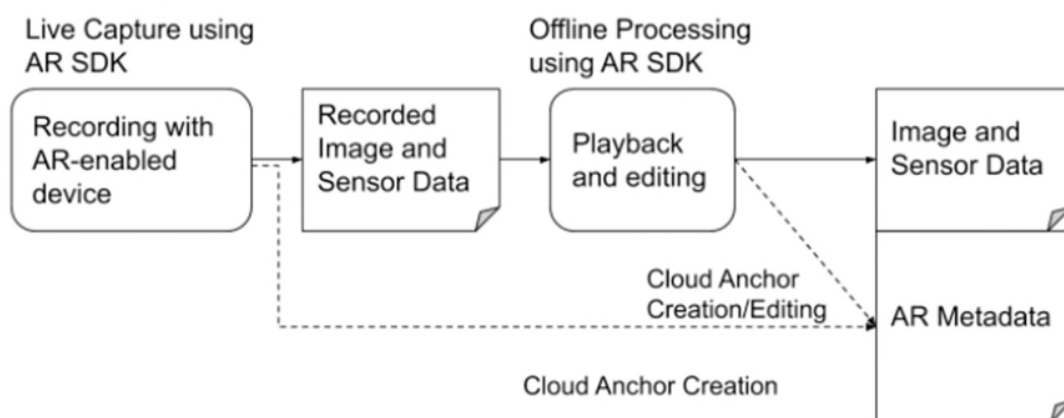 Live Capture using
AR SDK
Offline Processing
using AR SDK
Recording with
AR-enabled
device
Recorded
Image and
Sensor Data
Playback
and editing
Image and
Sensor Data
Cloud Anchor
Creation/Editing
AR Metadata
Cloud Anchor Creation